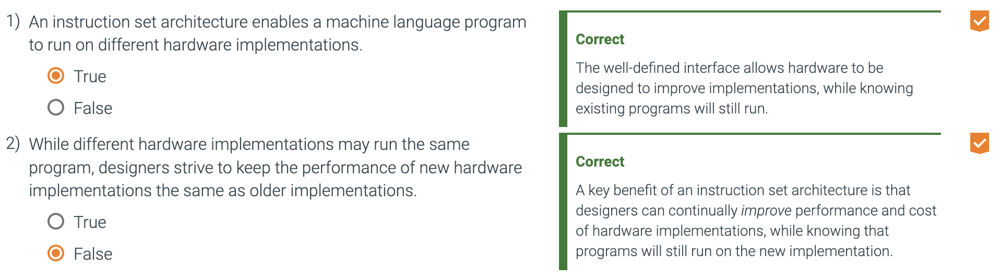 1) An instruction set architecture enables a machine language program
to run on different hardware implementations.
True
False
Correct
The well-defined interface allows hardware to be
designed to improve implementations, while knowing
existing programs will still run.
2) While different hardware implementations may run the same
program, designers strive to keep the performance of new hardware
implementations the same as older implementations.
True
False
Correct
A key benefit of an instruction set architecture is that
designers can continually improve performance and cost
of hardware implementations, while knowing that
programs will still run on the new implementation.